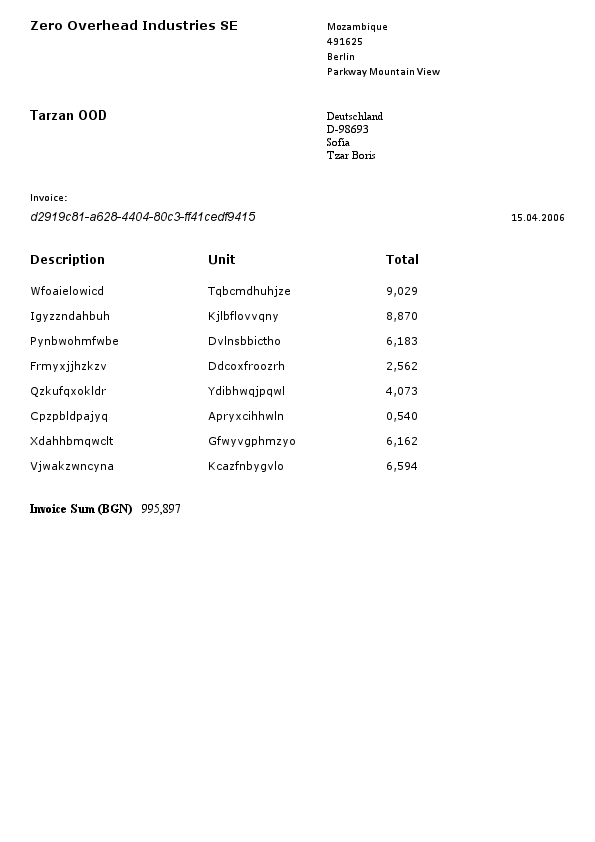 Zero Overhead Industries SE
Mozambique
491625
Berlin
Parkway Mountain View
Tarzan OOD
Deutschland
D-98693
Sofia
Tzar Boris
Invoice:
d2919c81-a628-4404-80c3-ff41cedf9415 15.04.2006
Description Unit Total
Wfoaielowicd Tqbcmdhuhjze 9,029
Igyzzndahbuh Kjlbflovvqny 8,870
Pynbwohmfwbe Dvlnsbbictho 6,183
Frmyxjjhzkzv Ddcoxfroozrh 2,562
Qzkufqxokldr Ydibhwqjpqwl 4,073
Cpzpbldpajyq Apryxcihhwln 0,540
Xdahhbmqwclt Gfwyvgphmzyo 6,162
Vjwakzwncyna Kcazfnbygvlo 6,594
Invoice Sum (BGN) 995,897